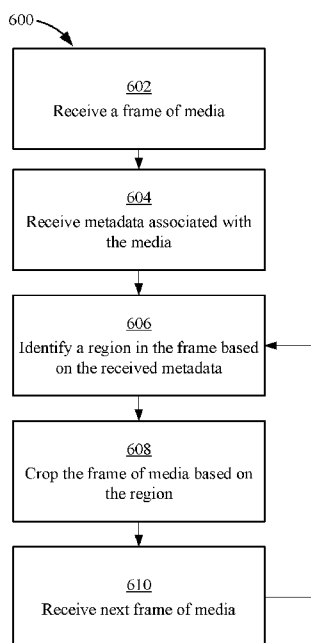 600
602
Receive a frame of media
604
Receive metadata associated with
the media
606
Identify a region in the frame based
on the received metadata
608
Crop the frame of media based on
the region
610
Receive next frame of media